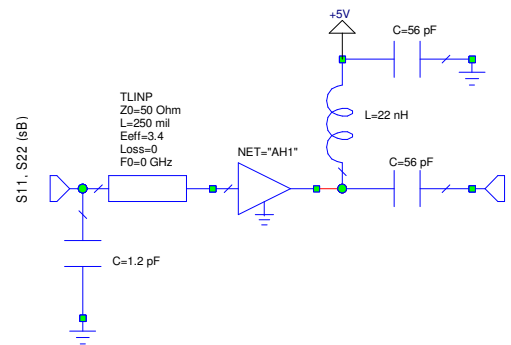 +5V
C=56 pF
TLINP
Z0=50 Ohm
L=250 mil
Eeff=3.4
Loss=0
F0=0 GHz
L=22 nH
NET="AH1"
C=56 pF
S11, S22 (sB)
C=1.2 pF